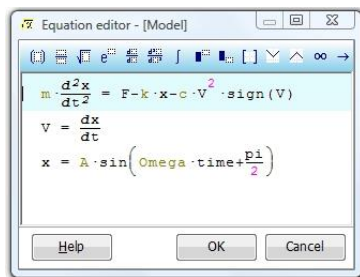 Equation editor - [Model]
m·d²x/dt² = F-k·x-c·V²·sign(V)
V = dx/dt
x = A·sin(Omega·time+pi/2)
Help OK Cancel